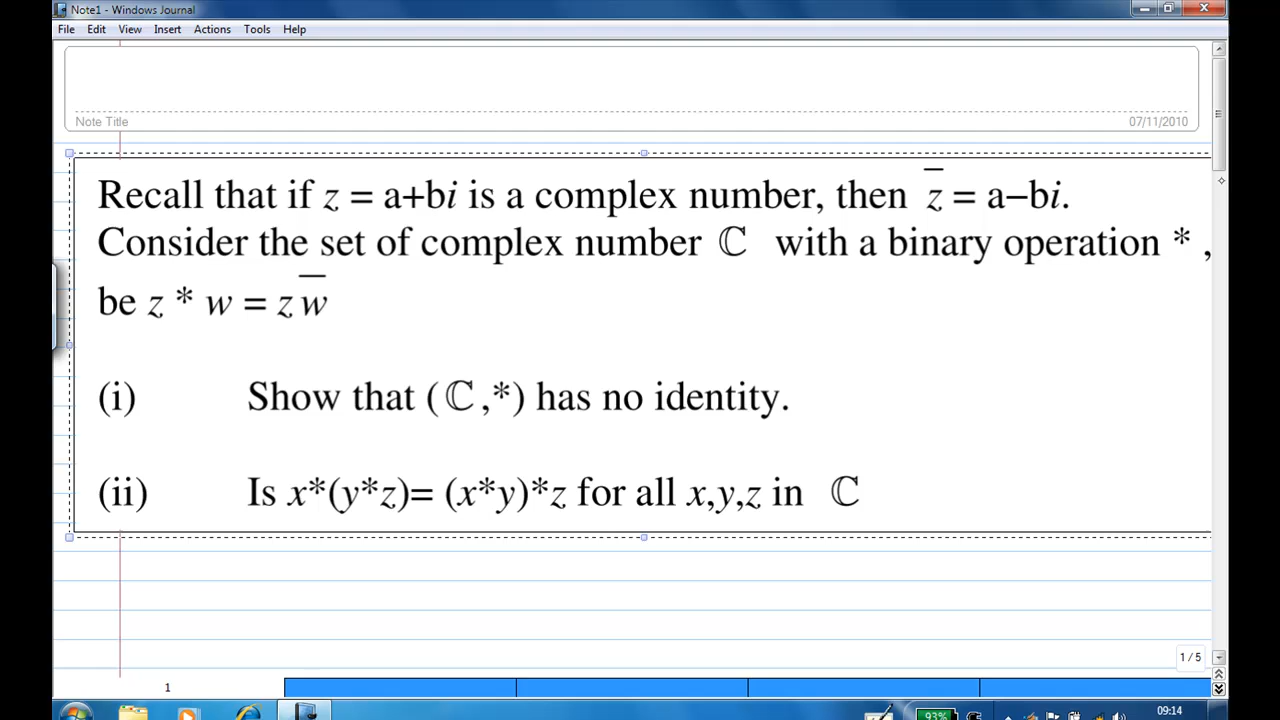 Note1 - Windows Journal
File Edit View Insert Actions Tools Help
Note Title
07/11/2010
Recall that if z = a+bi is a complex number, then z̅ = a−bi.
Consider the set of complex number ℂ with a binary operation * ,
be z * w = z w̅
(i) Show that (ℂ,*) has no identity.
(ii) Is x*(y*z)= (x*y)*z for all x,y,z in ℂ
1 / 5
1
93%
09:14